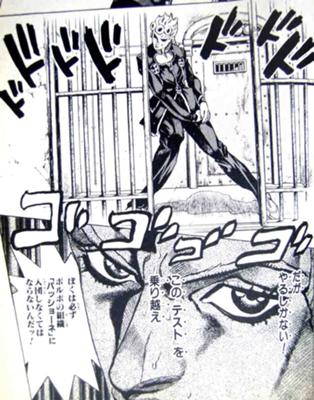 ドドドド
ドドドド
だが
やるしかない!
このテストを
乗り越え
ゴゴゴゴゴ
ぼくは必ず
ポルポの組織
「パッショーネ」に
入団しなくては
ならないんだッ!